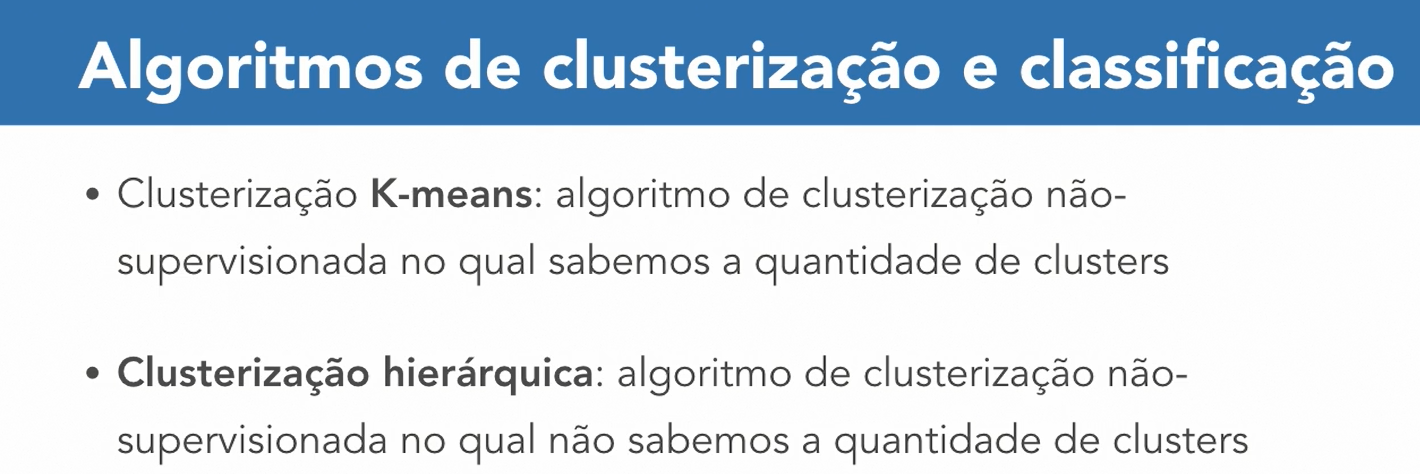 Algoritmos de clusterização e classificação
• Clusterização K-means: algoritmo de clusterização não-
supervisionada no qual sabemos a quantidade de clusters
• Clusterização hierárquica: algoritmo de clusterização não-
supervisionada no qual não sabemos a quantidade de clusters